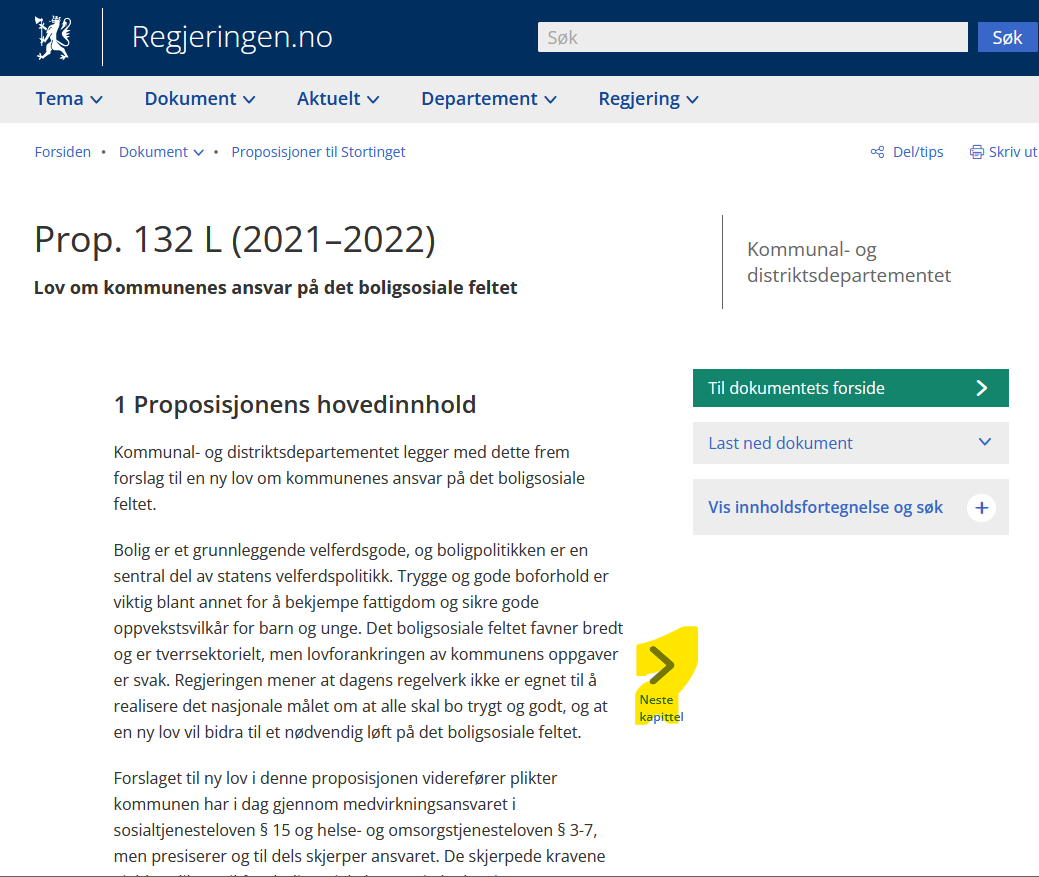 Regjeringen.no
Søk
Søk
Tema
Dokument
Aktuelt
Departement
Regjering
Forsiden • Dokument • Proposisjoner til Stortinget
Del/tips
Skriv ut
Prop. 132 L (2021–2022)
Lov om kommunenes ansvar på det boligsosiale feltet
Kommunal- og
distriktsdepartementet
Til dokumentets forside
Last ned dokument
Vis innholdsfortegnelse og søk
1 Proposisjonens hovedinnhold
Kommunal- og distriktsdepartementet legger med dette frem
forslag til en ny lov om kommunenes ansvar på det boligsosiale
feltet.
Bolig er et grunnleggende velferdsgode, og boligpolitikken er en
sentral del av statens velferdspolitikk. Trygge og gode boforhold er
viktig blant annet for å bekjempe fattigdom og sikre gode
oppvekstsvilkår for barn og unge. Det boligsosiale feltet favner bredt
og er tverrsektorielt, men lovforankringen av kommunens oppgaver
er svak. Regjeringen mener at dagens regelverk ikke er egnet til å
realisere det nasjonale målet om at alle skal bo trygt og godt, og at
en ny lov vil bidra til et nødvendig løft på det boligsosiale feltet.
Neste
kapittel
Forslaget til ny lov i denne proposisjonen viderefører plikter
kommunen har i dag gjennom medvirkningsansvaret i
sosialtjenesteloven § 15 og helse- og omsorgstjenesteloven § 3-7,
men presiserer og til dels skjerper ansvaret. De skjerpede kravene